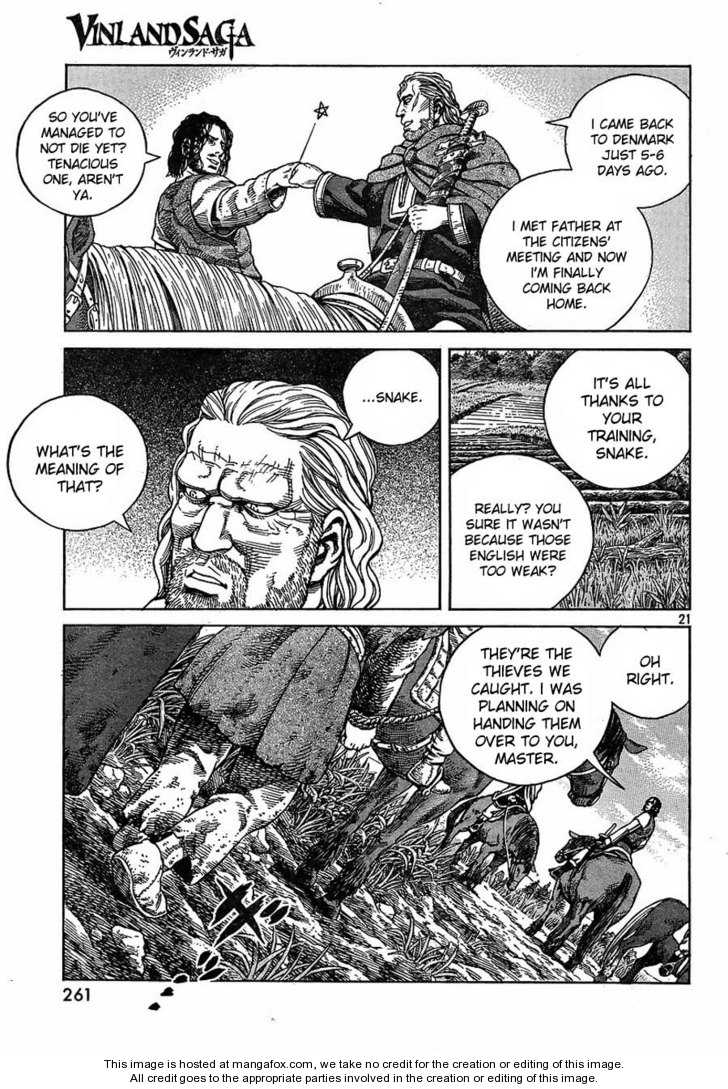 VINLAND SAGA
ヴィンランド・サガ
I CAME BACK
TO DENMARK
JUST 5-6
DAYS AGO.
I MET FATHER AT
THE CITIZENS'
MEETING AND NOW
I'M FINALLY
COMING BACK
HOME.
SO YOU'VE
MANAGED TO
NOT DIE YET?
TENACIOUS
ONE, AREN'T
YA.
IT'S ALL
THANKS TO
YOUR
TRAINING,
SNAKE.
REALLY? YOU
SURE IT WASN'T
BECAUSE THOSE
ENGLISH WERE
TOO WEAK?
...SNAKE.
WHAT'S THE
MEANING OF
THAT?
21
OH
RIGHT.
THEY'RE THE
THIEVES WE
CAUGHT. I WAS
PLANNING ON
HANDING THEM
OVER TO YOU,
MASTER.
261
This image is hosted at mangafox.com, we take no credit for the creation or editing of this image.
All credit goes to the appropriate parties involved in the creation or editing of this image.